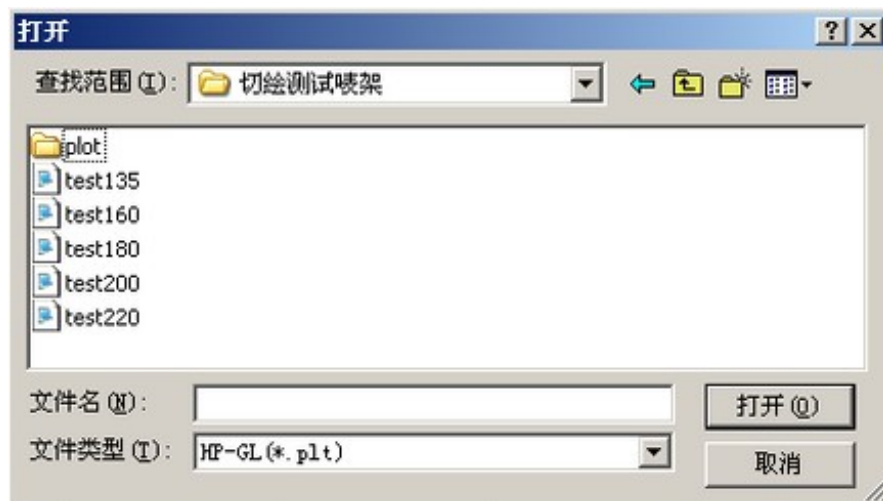 打开
查找范围(I): 切绘测试唛架
plot
test135
test160
test180
test200
test220
文件名(N): 打开(O)
文件类型(T): HP-GL(*.plt) 取消